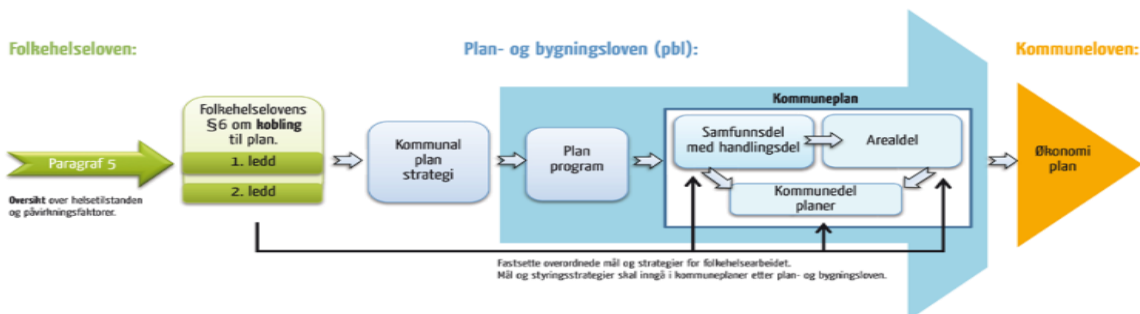 Folkehelseloven:
Plan- og bygningsloven (pbl):
Kommuneloven:
Paragraf 5
Oversikt over helsetilstanden
og påvirkningsfaktorer.
Folkehelselovens
§6 om kobling
til plan.
1. ledd
2. ledd
Kommunal
plan
strategi
Plan
program
Kommuneplan
Samfunnsdel
med handlingsdel
Arealdel
Kommunedel
planer
Økonomi
plan
Fastsette overordnede mål og strategier for folkehelsearbeidet.
Mål og styringsstrategier skal inngå i kommuneplaner etter plan- og bygningsloven.